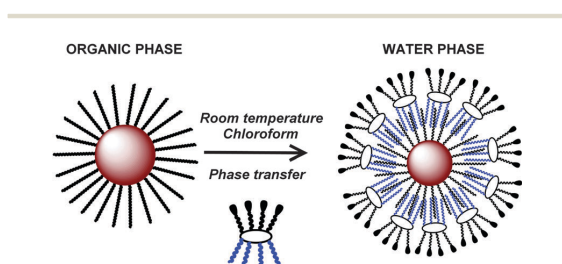 ORGANIC PHASE
WATER PHASE
Room temperature
Chloroform
Phase transfer